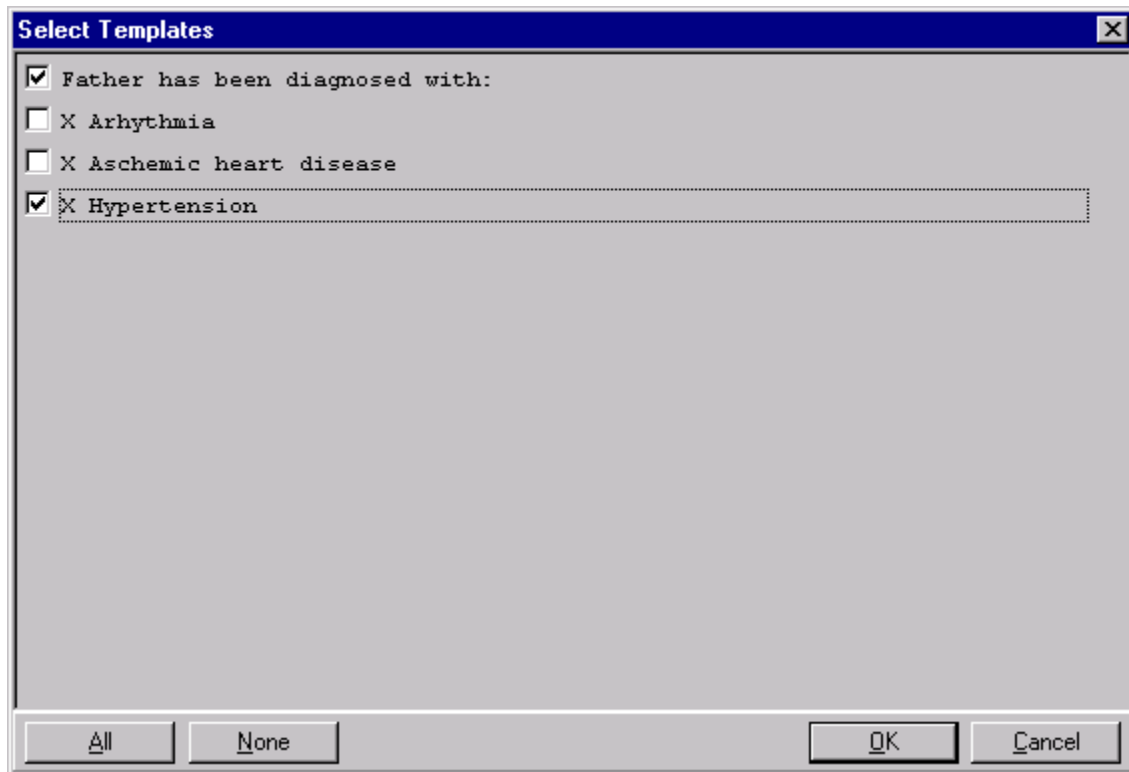 Select Templates
Father has been diagnosed with:
X Arhythmia
X Aschemic heart disease
X Hypertension
All None OK Cancel